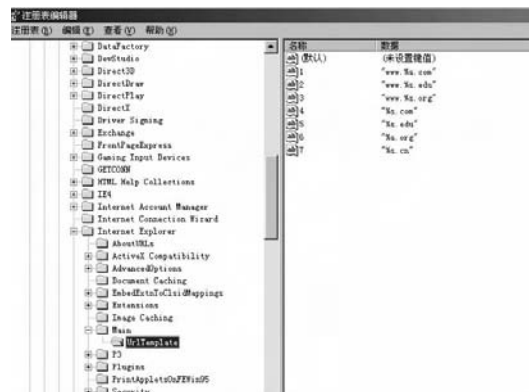 注册表编辑器
注册表(R) 编辑(E) 查看(V) 帮助(H)
DataFactory
DevStudio
Direct3D
DirectDraw
DirectPlay
DirectX
Driver Signing
Exchange
FrontPageExpress
Gaming Input Devices
GETCONN
HTML Help Collections
IE4
Internet Account Manager
Internet Connection Wizard
Internet Explorer
AboutURLs
ActiveX Compatibility
AdvancedOptions
Document Caching
EmbedExtnToClsidMappings
Extensions
Image Caching
Main
UrlTemplate
P3
Plugins
PrintAppletsOnFEWin95
Security
名称 数据
(默认) (未设置键值)
1 "www.%s.com"
2 "www.%s.edu"
3 "www.%s.org"
4 "%s.com"
5 "%s.edu"
6 "%s.org"
7 "%s.cn"